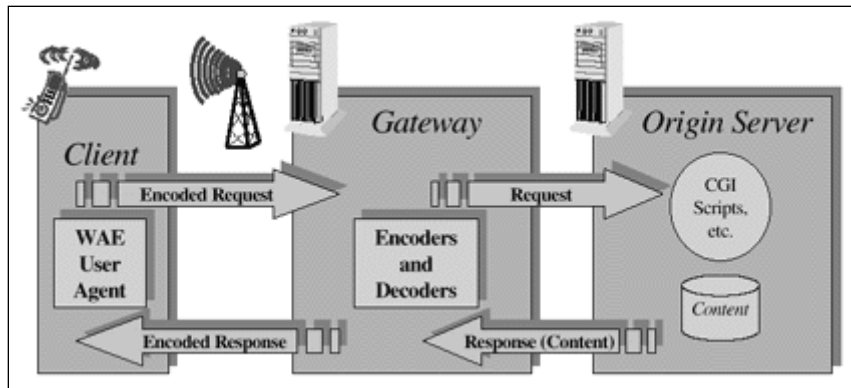 Client
Gateway
Origin Server
Encoded Request
Request
WAE
User
Agent
Encoders
and
Decoders
CGI
Scripts,
etc.
Content
Encoded Response
Response (Content)